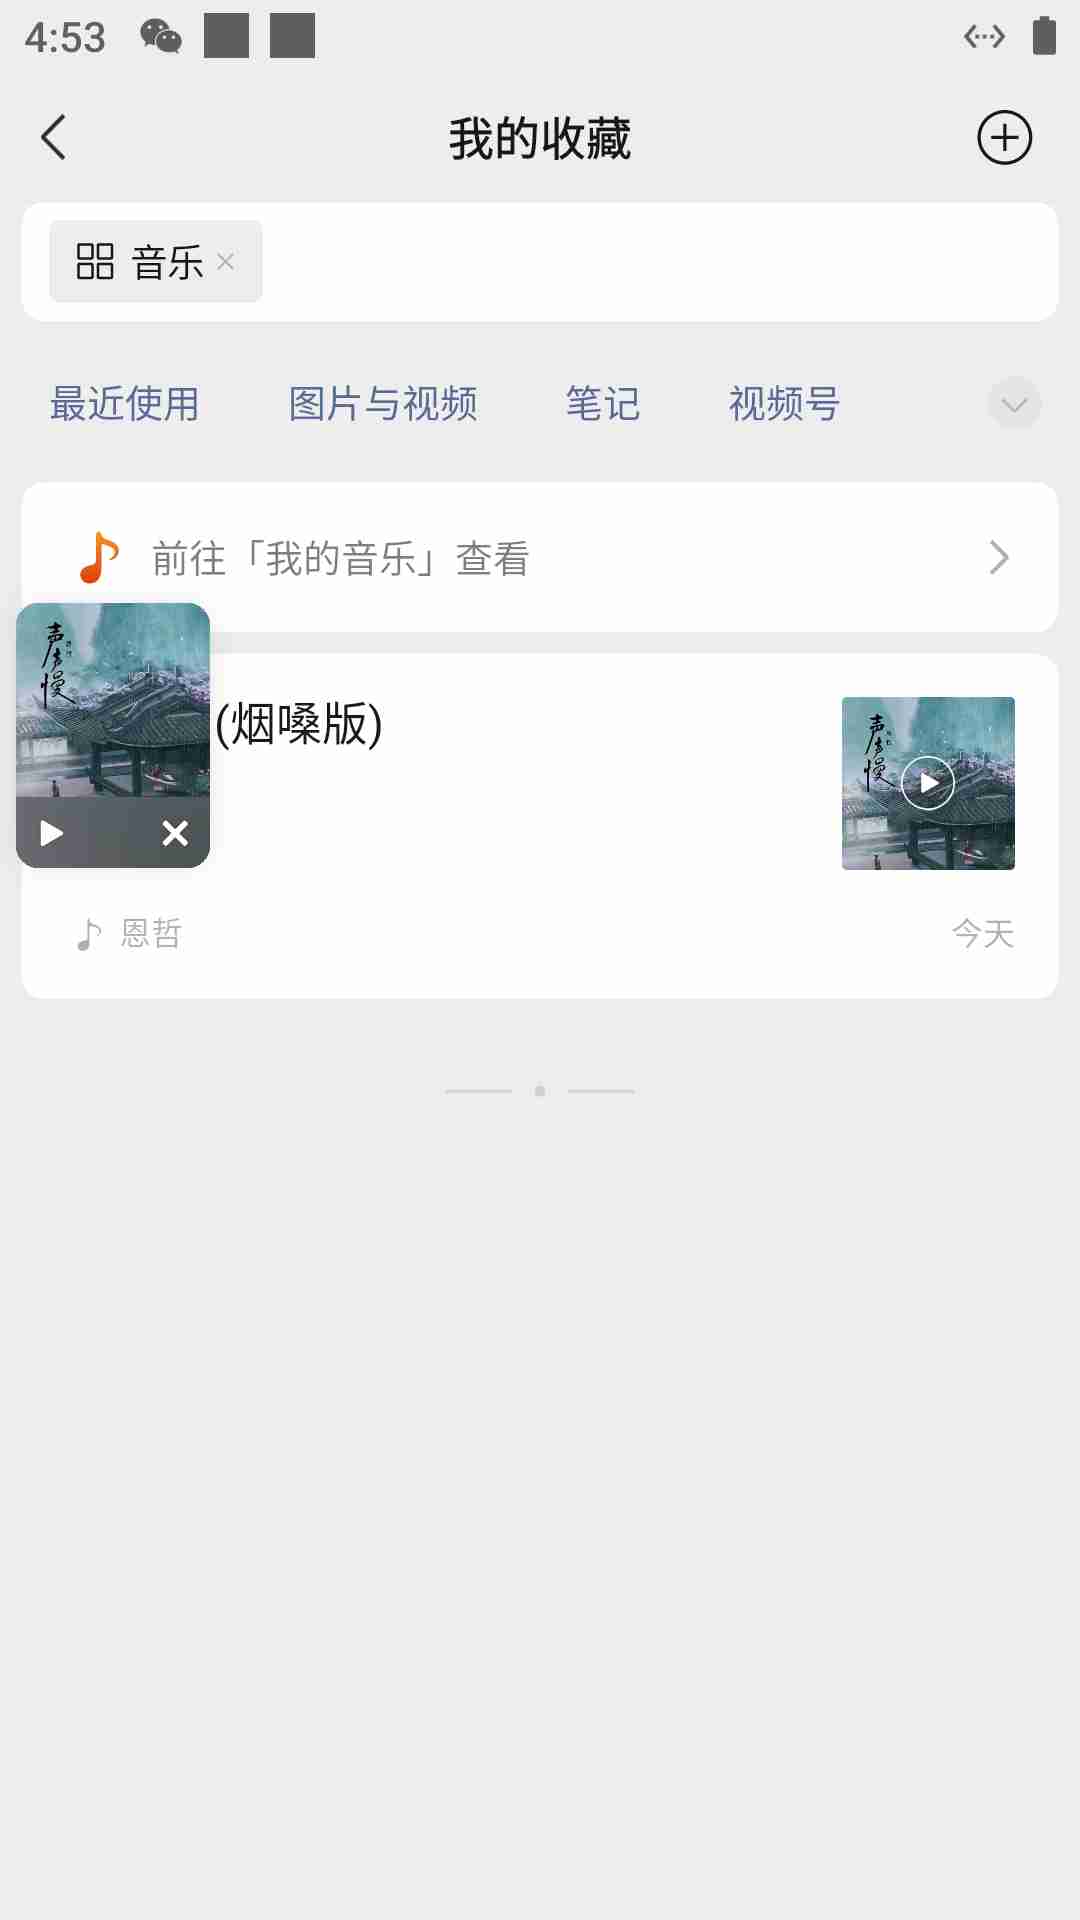 4:53
我的收藏
音乐
最近使用 图片与视频 笔记 视频号
前往「我的音乐」查看
声声慢
(烟嗓版)
声声慢
恩哲 今天